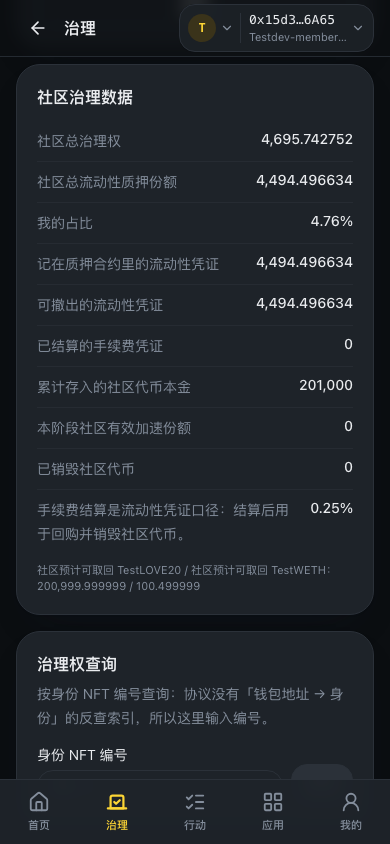 治理
T
0x15d3…6A65
Testdev-member...
社区治理数据
社区总治理权 4,695.742752
社区总流动性质押份额 4,494.496634
我的占比 4.76%
记在质押合约里的流动性凭证 4,494.496634
可撤出的流动性凭证 4,494.496634
已结算的手续费凭证 0
累计存入的社区代币本金 201,000
本阶段社区有效加速份额 0
已销毁社区代币 0
手续费结算是流动性凭证口径：结算后用 0.25%
于回购并销毁社区代币。
社区预计可取回 TestLOVE20 / 社区预计可取回 TestWETH：
200,999.999999 / 100.499999
治理权查询
按身份 NFT 编号查询：协议没有「钱包地址 → 身
份」的反查索引，所以这里输入编号。
身份 NFT 编号
首页 治理 行动 应用 我的